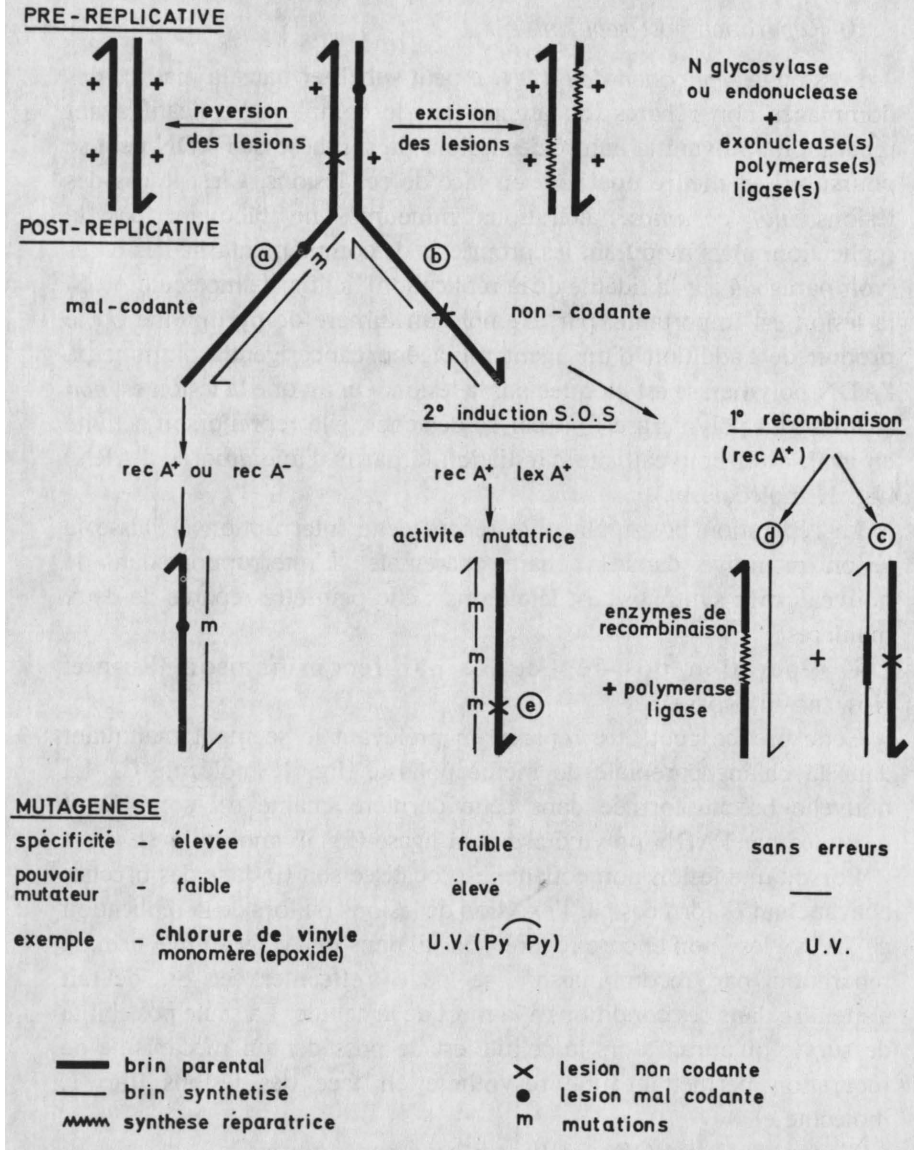 PRE-REPLICATIVE
N glycosylase
ou endonuclease
+
exonuclease(s)
polymerase(s)
ligase(s)
+ + + + + +
reversion
des lesions
excision
des lesions
+ + + + + +
POST-REPLICATIVE
a
m
b
mal-codante
non-codante
2° induction S.O.S
1° recombinaison
(rec A⁺)
rec A⁺ ou rec A⁻
rec A⁺ lex A⁺
activite mutatrice
d
c
m
m
m
m
e
enzymes de
recombinaison
+ polymerase
ligase
+
MUTAGENESE
spécificité - élevée
faible
sans erreurs
pouvoir
mutateur - faible
élevé
exemple - chlorure de vinyle
monomère (epoxide)
U.V. (Py Py)
U.V.
brin parental
brin synthetisé
synthèse reparatrice
lesion non codante
lesion mal codante
m mutations